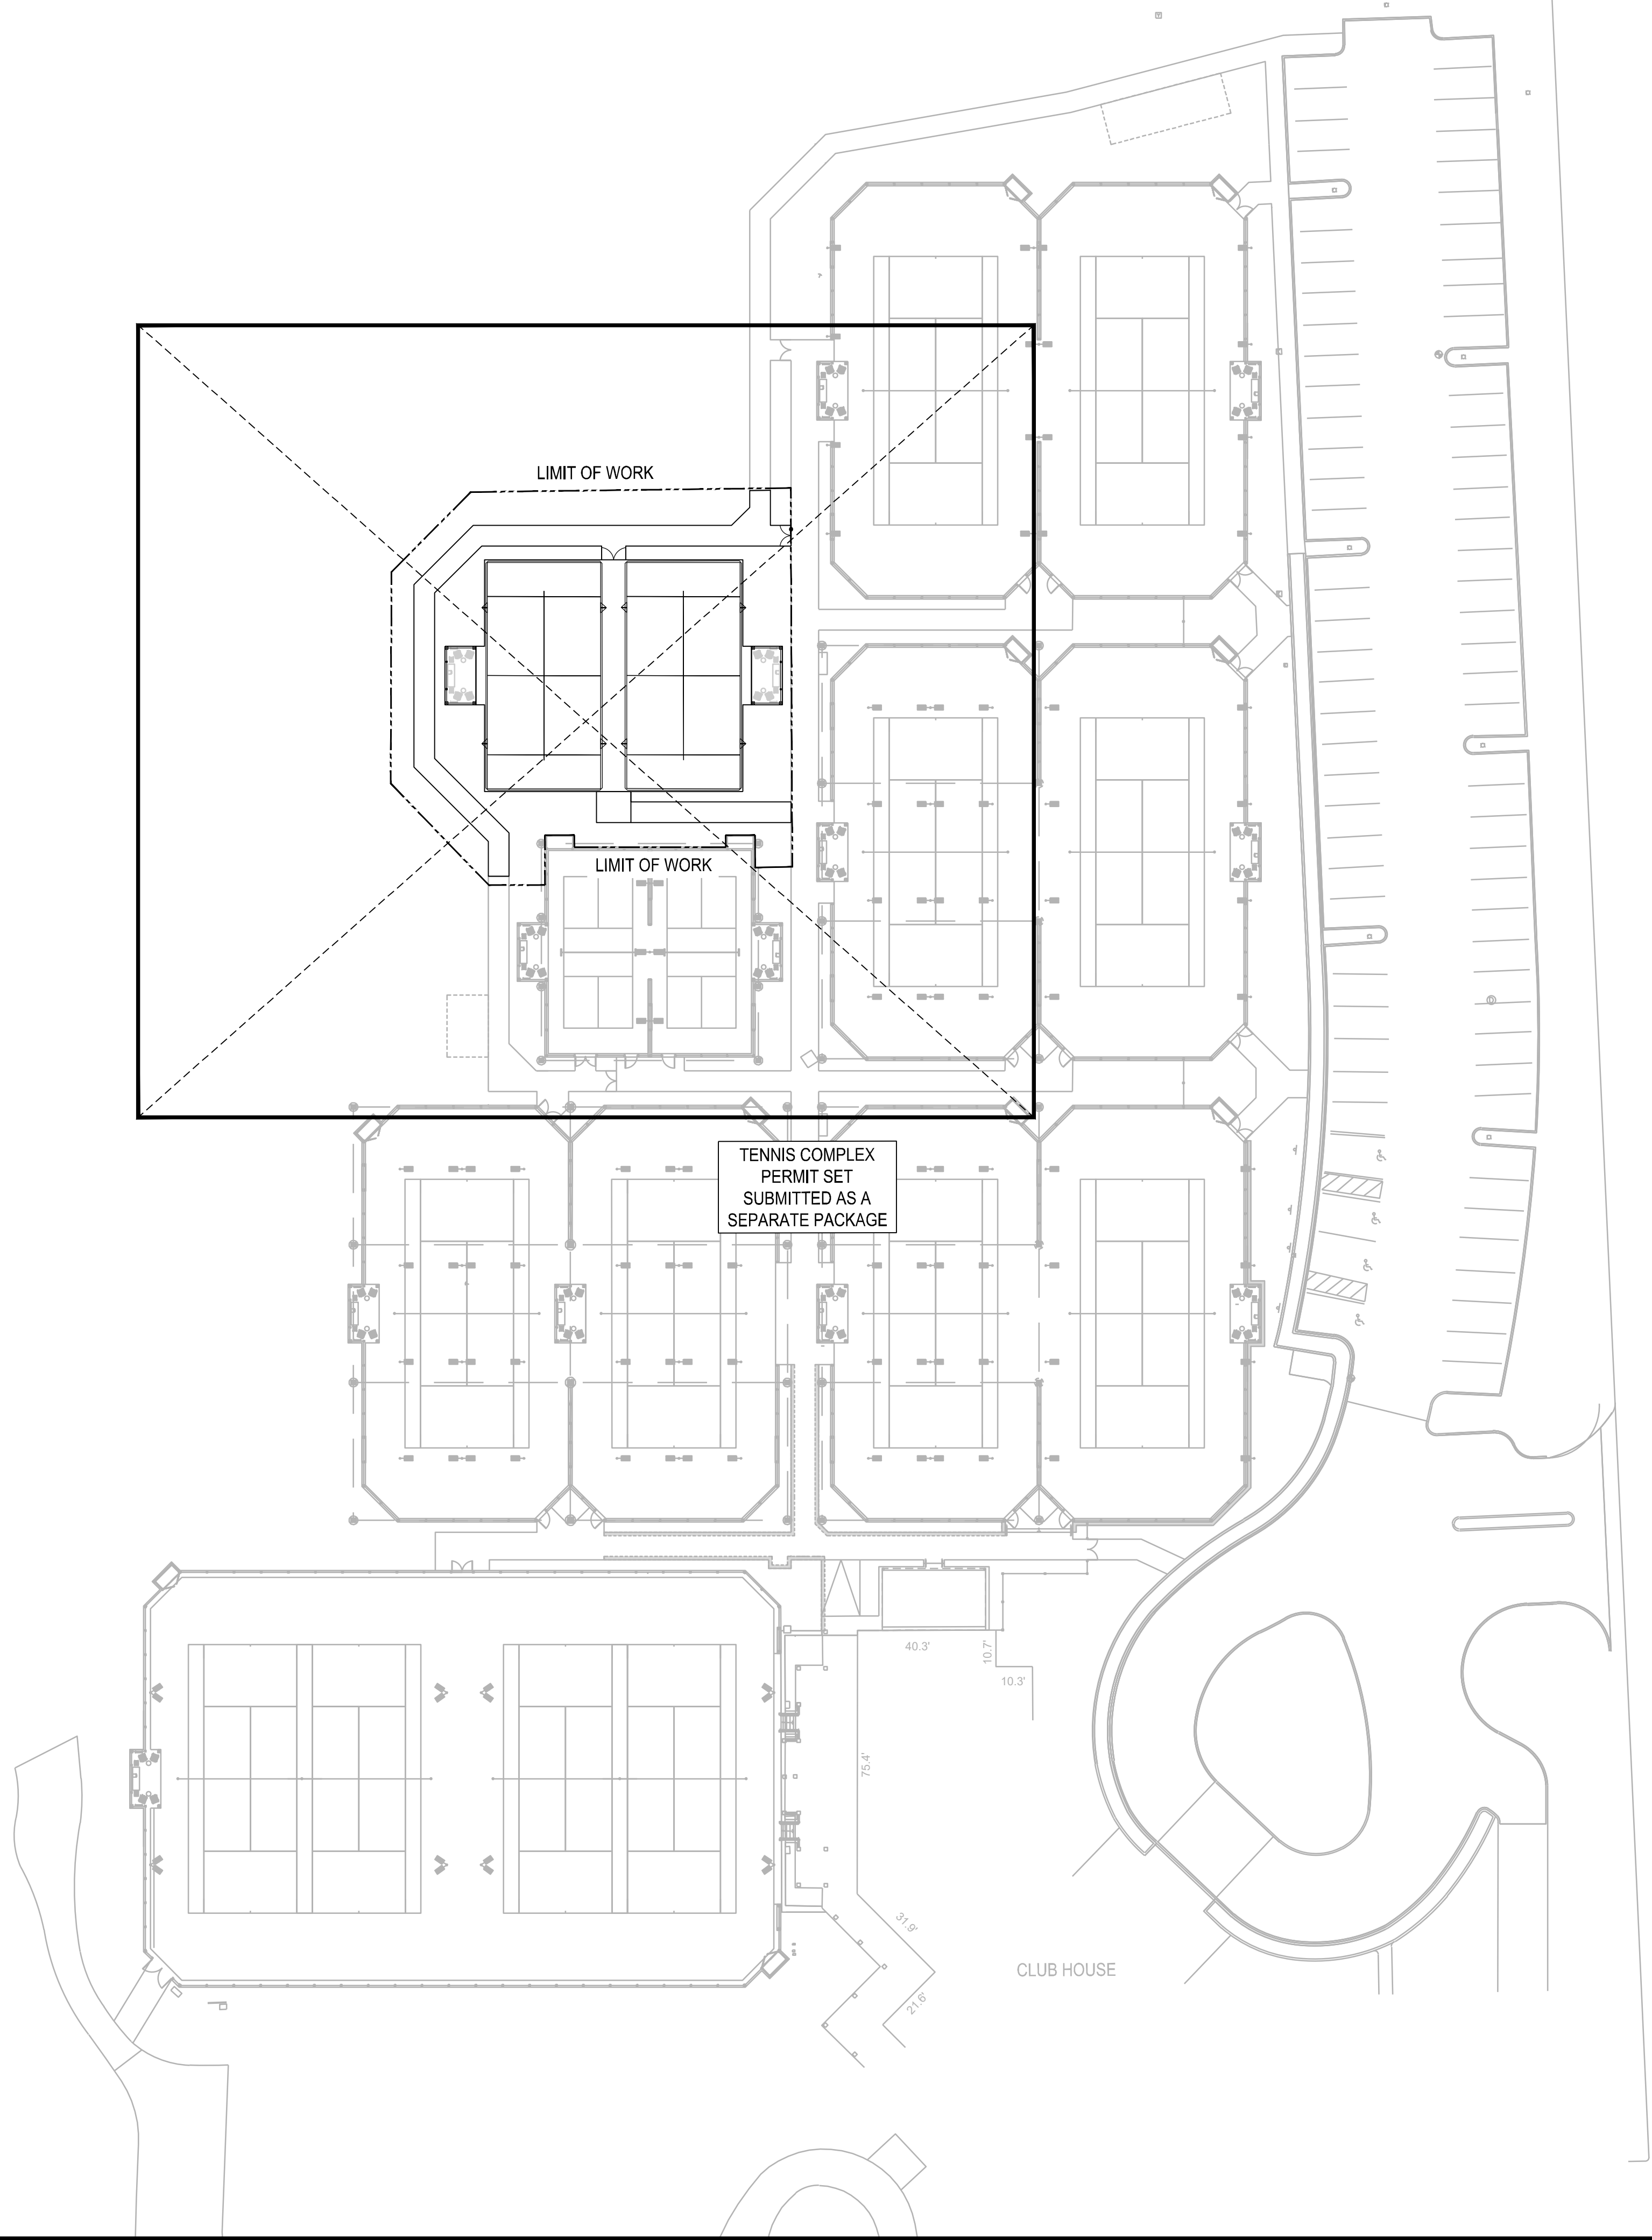 LIMIT OF WORK
LIMIT OF WORK
TENNIS COMPLEX
PERMIT SET
SUBMITTED AS A
SEPARATE PACKAGE
40.3'
10.7'
10.3'
75.4'
31.9'
21.6'
CLUB HOUSE